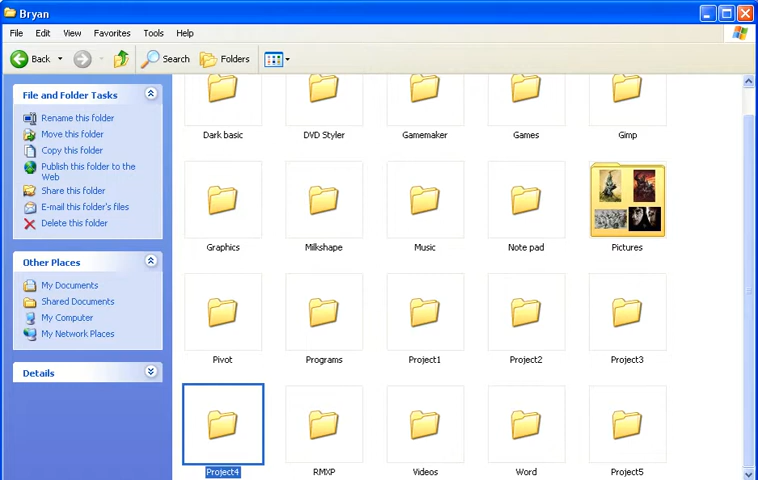 Bryan
File Edit View Favorites Tools Help
Back Search Folders
File and Folder Tasks
Rename this folder
Move this folder
Copy this folder
Publish this folder to the
Web
Share this folder
E-mail this folder's files
Delete this folder
Other Places
My Documents
Shared Documents
My Computer
My Network Places
Details
Dark basic DVD Styler Gamemaker Games Gimp
Graphics Milkshape Music Note pad Pictures
Pivot Programs Project1 Project2 Project3
Project4 RMXP Videos Word Project5